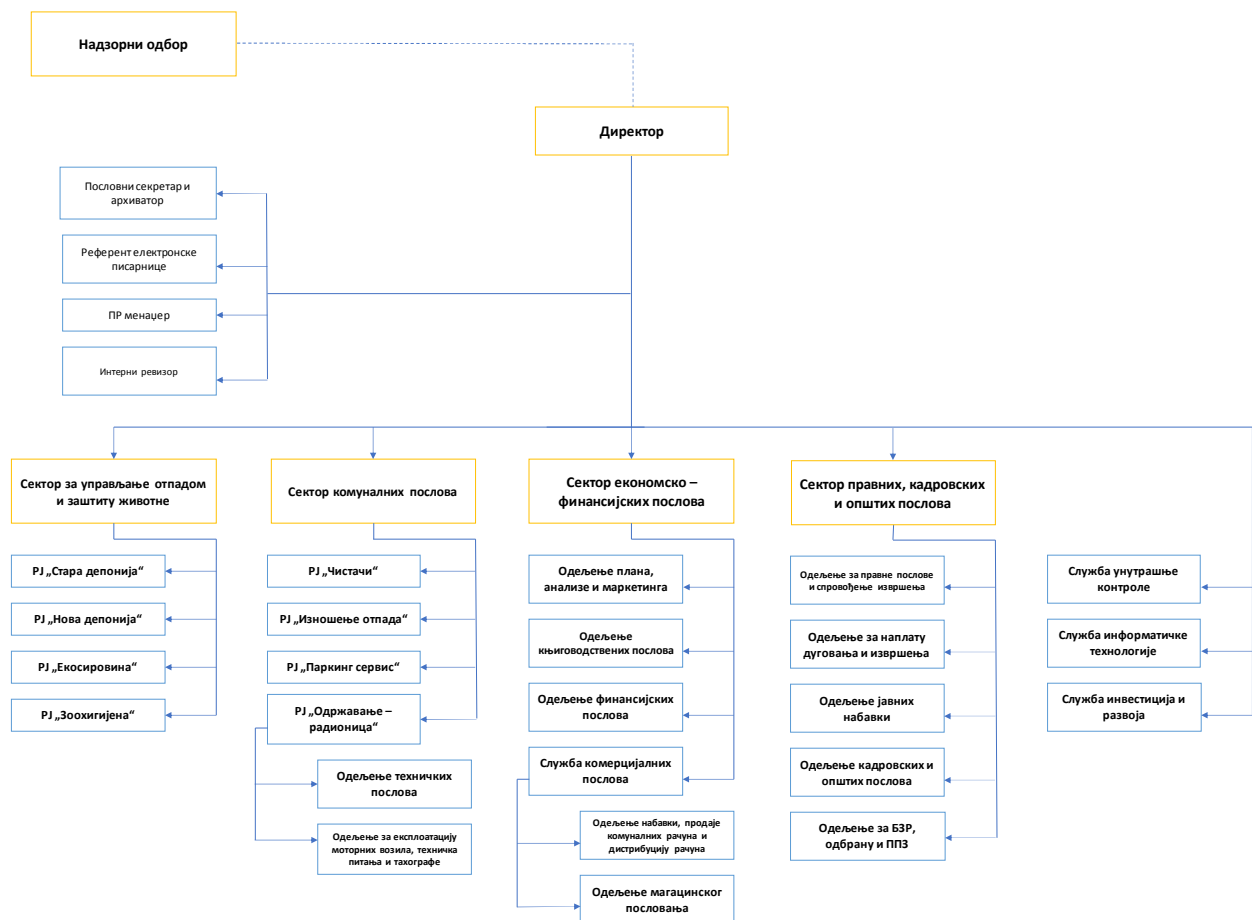 Надзорни одбор
Директор
Пословни секретар и
архиватор
Референт електронске
писарнице
ПР менаџер
Интерни ревизор
Сектор за управљање отпадом
и заштиту животне
РЈ „Стара депонија“
РЈ „Нова депонија“
РЈ „Екосировина“
РЈ „Зоохигијена“
Сектор комуналних послова
РЈ „Чистачи“
РЈ „Изношење отпада“
РЈ „Паркинг сервис“
РЈ „Одржавање –
радионица“
Одељење техничких
послова
Одељење за експлоатацију
моторних возила, техничка
питања и тахографе
Сектор економско –
финансијских послова
Одељење плана,
анализе и маркетинга
Одељење
књиговодствених послова
Одељење финансијских
послова
Служба комерцијалних
послова
Одељење набавки, продаје
комуналних рачуна и
дистрибуцију рачуна
Одељење магацинског
пословања
Сектор правних, кадровских
и општих послова
Одељење за правне послове
и спровођење извршења
Одељење за наплату
дуговања и извршења
Одељење јавних
набавки
Одељење кадровских и
општих послова
Одељење за БЗР,
одбрану и ППЗ
Служба унутрашње
контроле
Служба информатичке
технологије
Служба инвестиција и
развоја